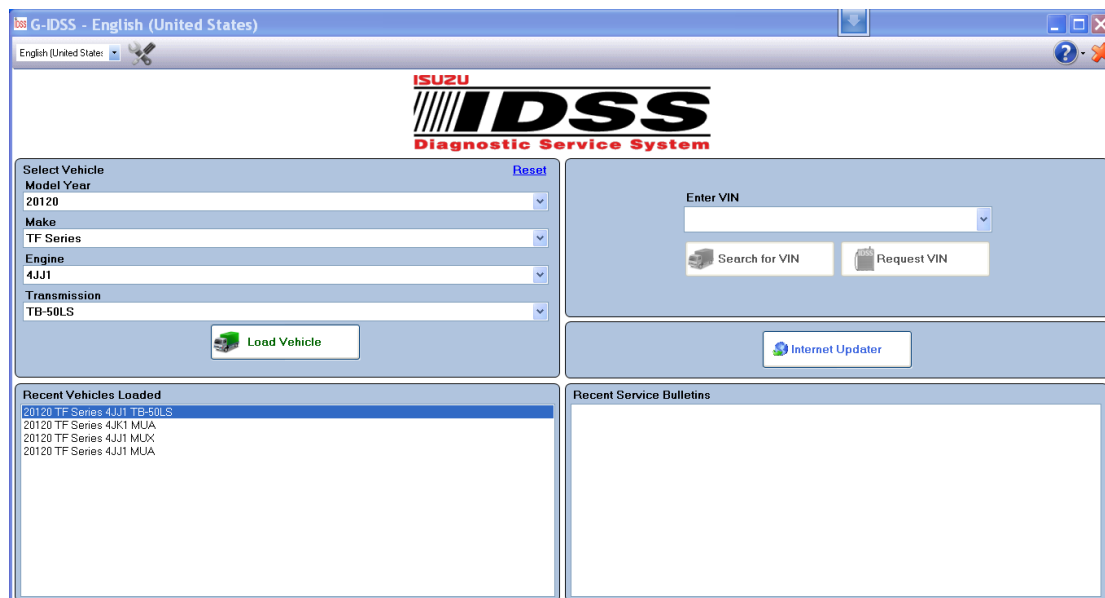 IDSS G-IDSS - English (United States)
English (United State:
ISUZU
IDSS
Diagnostic Service System
Select Vehicle Reset
Model Year
20120
Make
TF Series
Engine
4JJ1
Transmission
TB-50LS
Load Vehicle
Enter VIN
Search for VIN IDSS Request VIN
Internet Updater
Recent Vehicles Loaded
20120 TF Series 4JJ1 TB-50LS
20120 TF Series 4JK1 MUA
20120 TF Series 4JJ1 MUX
20120 TF Series 4JJ1 MUA
Recent Service Bulletins